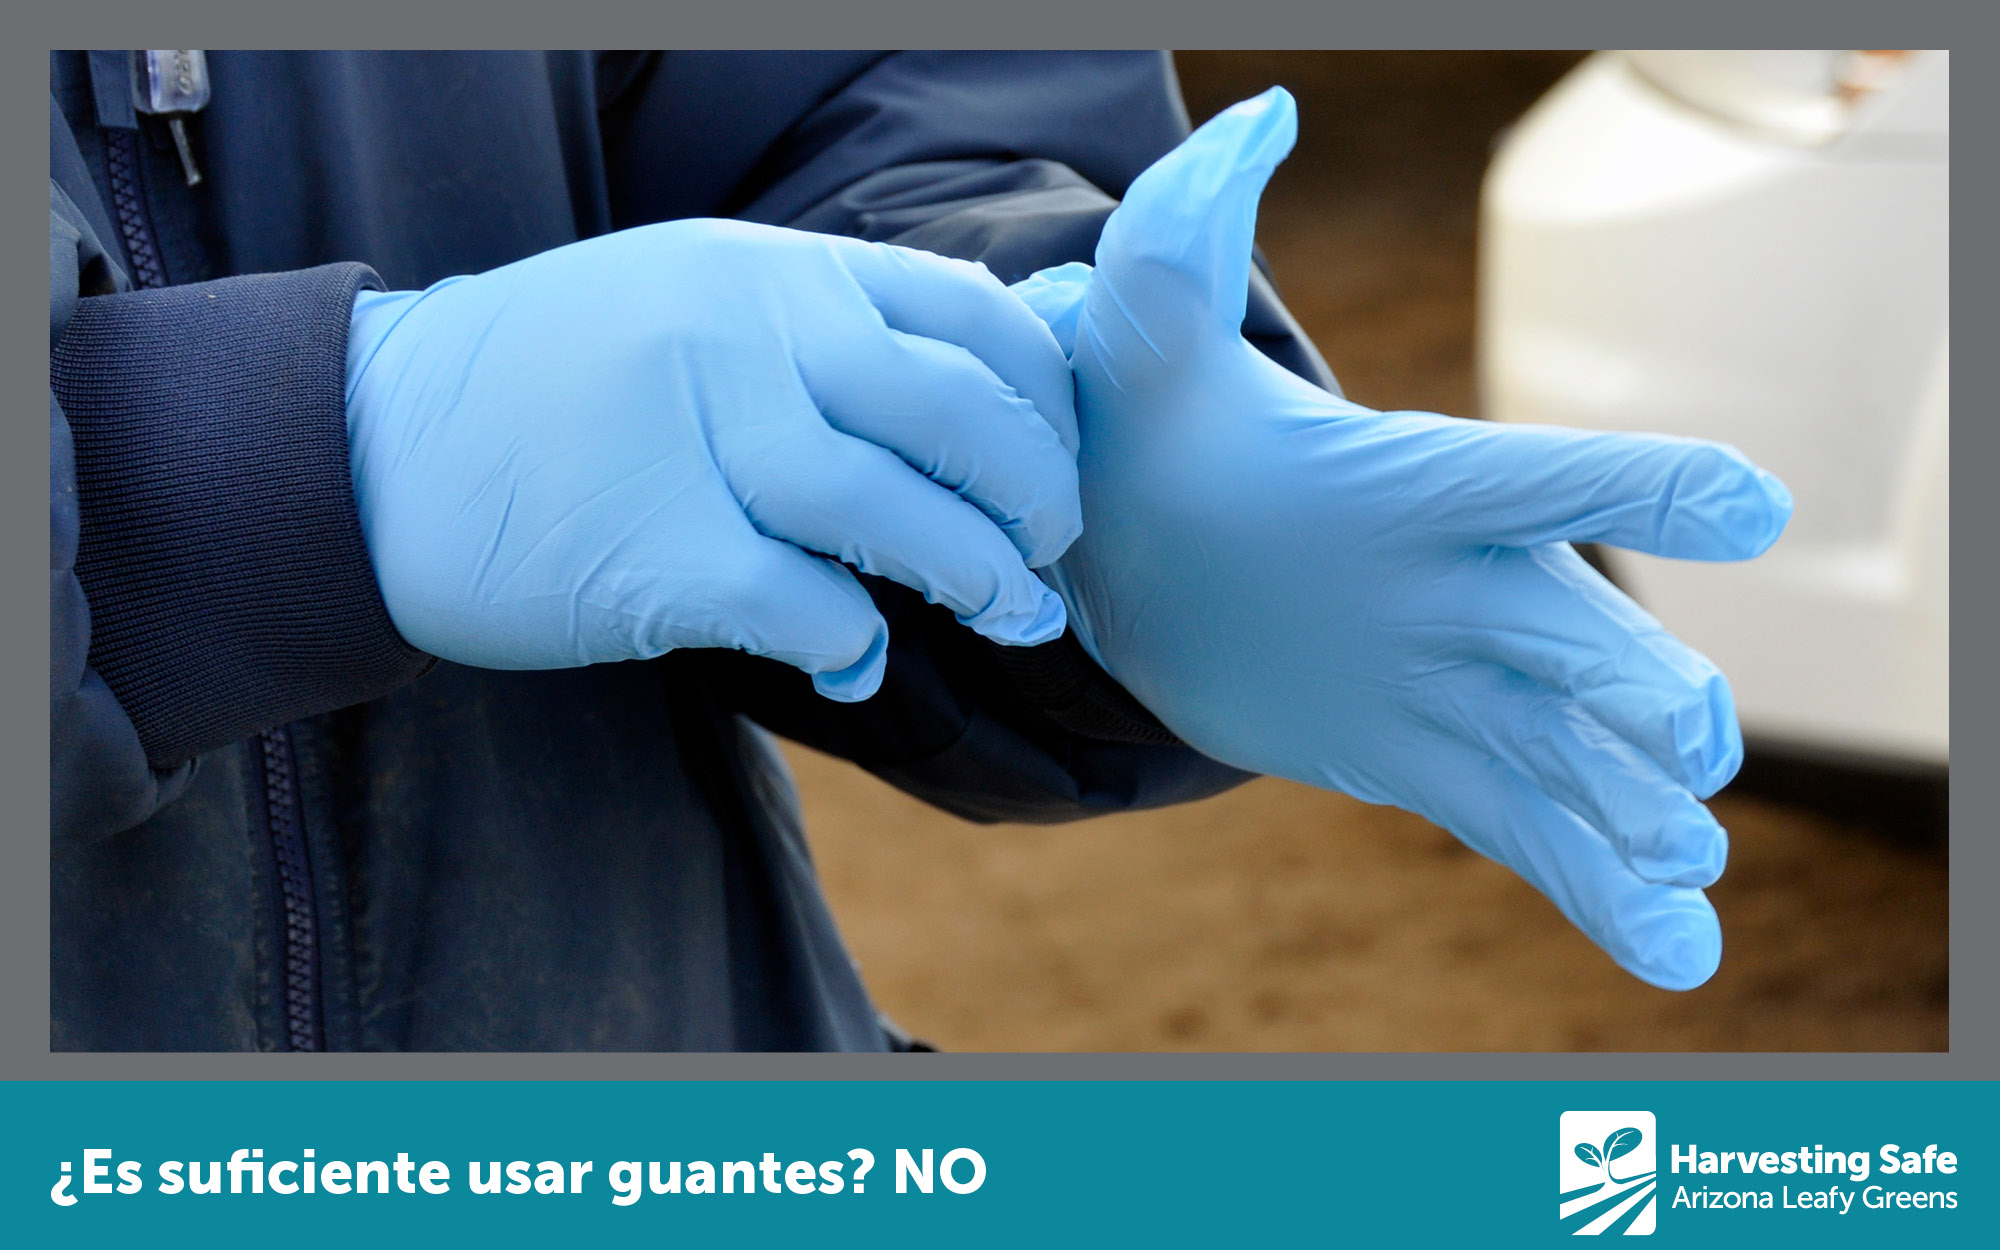 ¿Es suficiente usar guantes? NO
Harvesting Safe
Arizona Leafy Greens